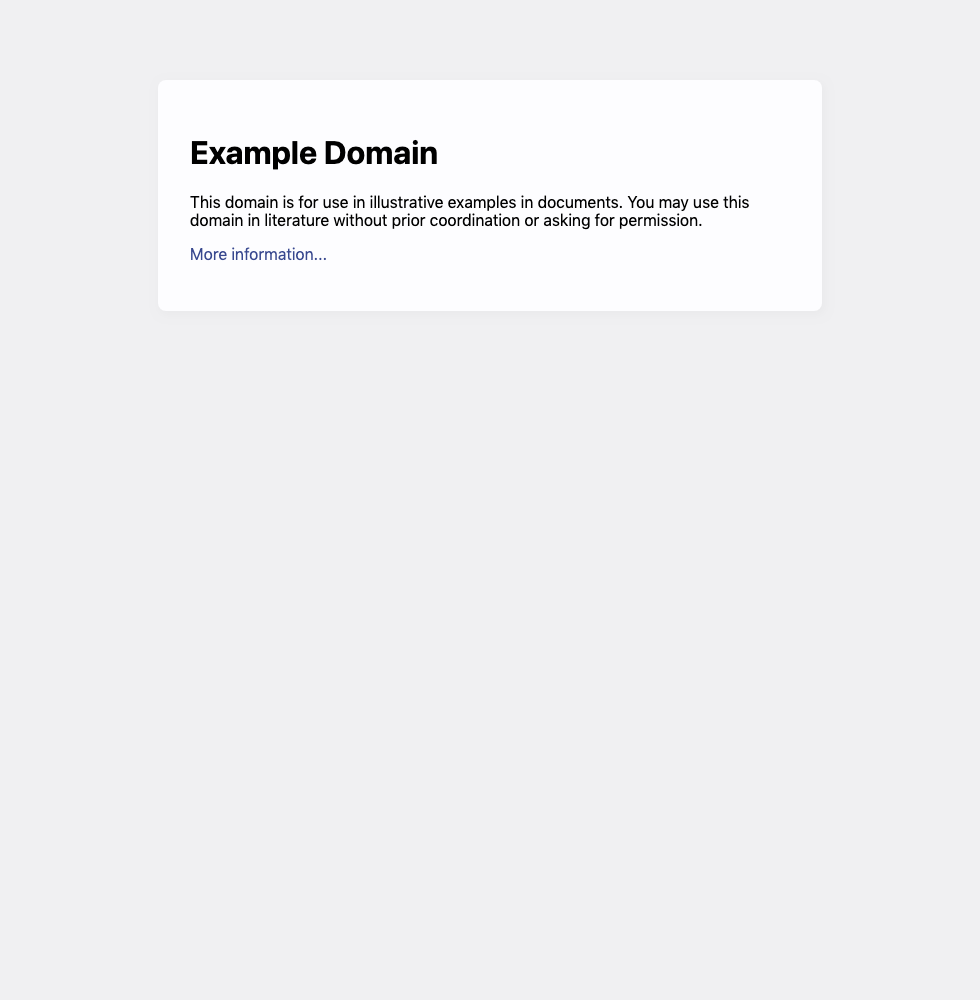 Example Domain
This domain is for use in illustrative examples in documents. You may use this
domain in literature without prior coordination or asking for permission.
More information...